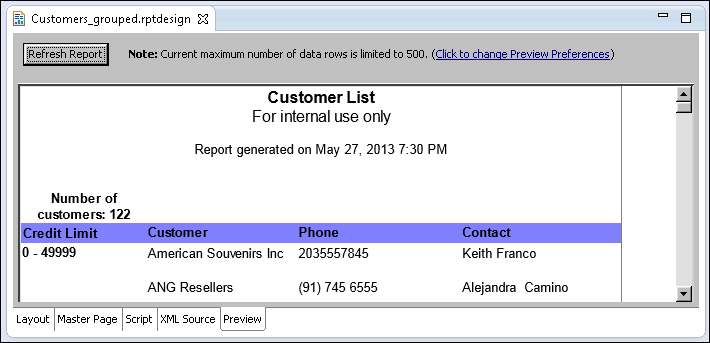 Customers_grouped.rptdesign
Refresh Report Note: Current maximum number of data rows is limited to 500. (Click to change Preview Preferences)
Customer List
For internal use only
Report generated on May 27, 2013 7:30 PM
Number of
customers: 122
Credit Limit Customer Phone Contact
0 - 49999 American Souvenirs Inc 2035557845 Keith Franco
ANG Resellers (91) 745 6555 Alejandra  Camino
Layout Master Page Script XML Source Preview